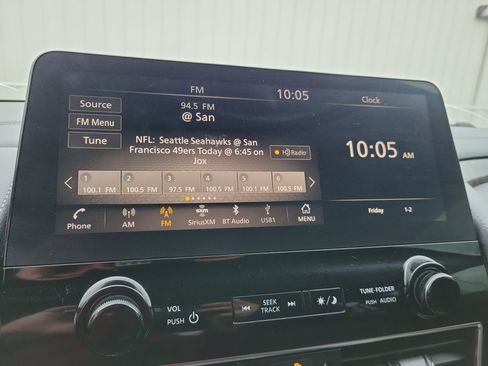 FM 10:05 Clock
Source
94.5 FM
@ San
FM Menu
Tune
NFL: Seattle Seahawks @ San
Francisco 49ers Today @ 6:45 on
Jox
HD Radio
10:05 AM
1 2 3 4 5 6
100.1 FM 100.5 FM 97.5 FM 100.5 FM 100.1 FM 100.5 FM
Phone AM FM SiriusXM BT Audio USB1 MENU
sxm
Friday 1-2
VOL
PUSH
SEEK
TRACK
TUNE-FOLDER
PUSH AUDIO